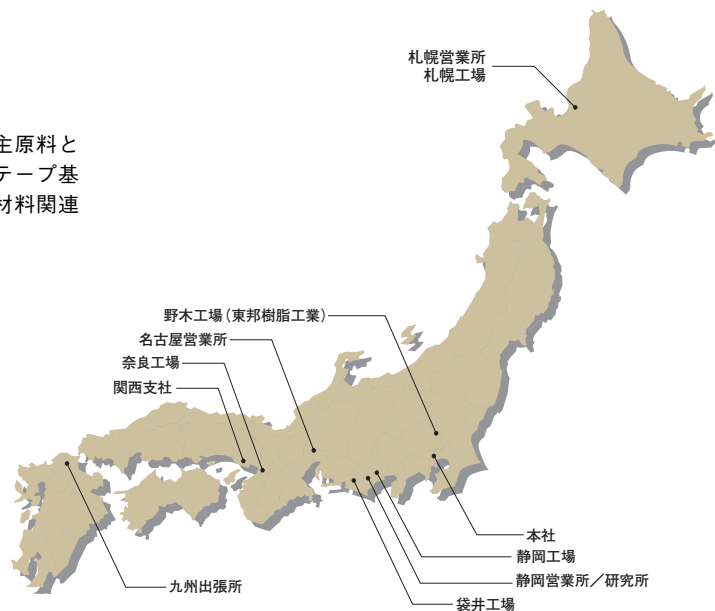 札幌営業所
札幌工場
主原料と
テープ基
材料関連
野木工場(東邦樹脂工業)
名古屋営業所
奈良工場
関西支社
本社
静岡工場
静岡営業所／研究所
九州出張所
袋井工場